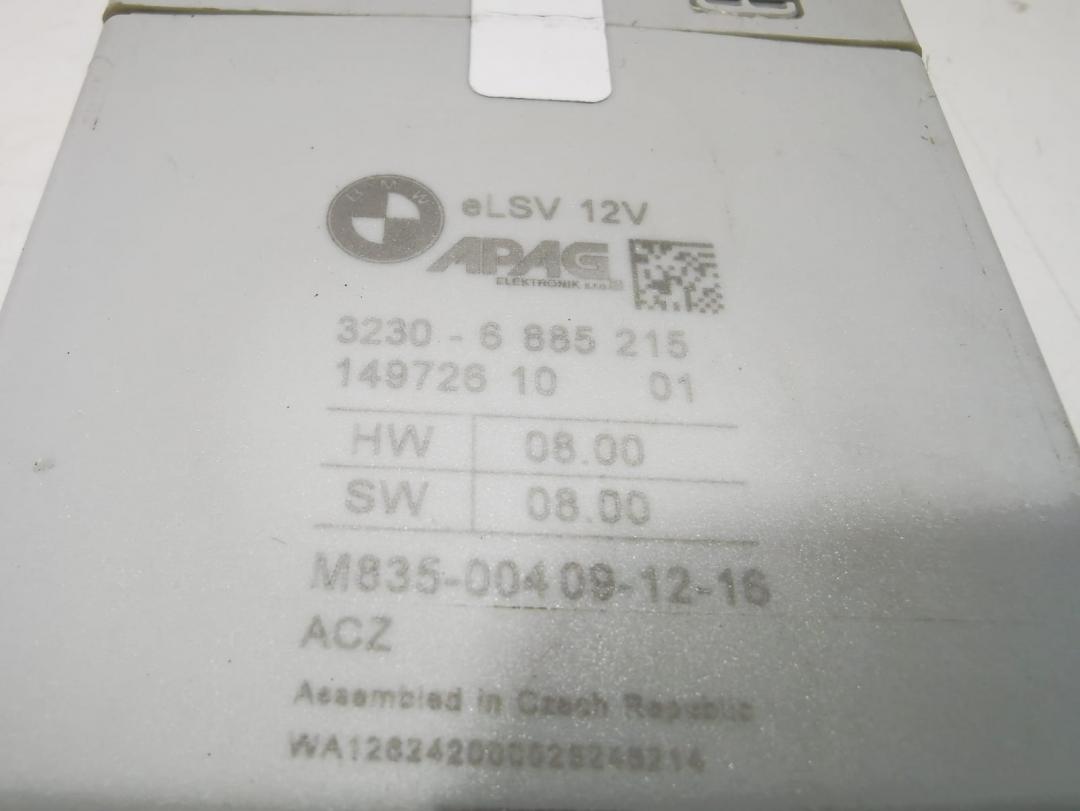 BMW
eLSV 12V
APAG
ELEKTRONIK s.r.o.
3230 - 6 885 215
149726 10 01
HW 08.00
SW 08.00
M835-004 09-12-16
ACZ
Assembled in Czech Republic